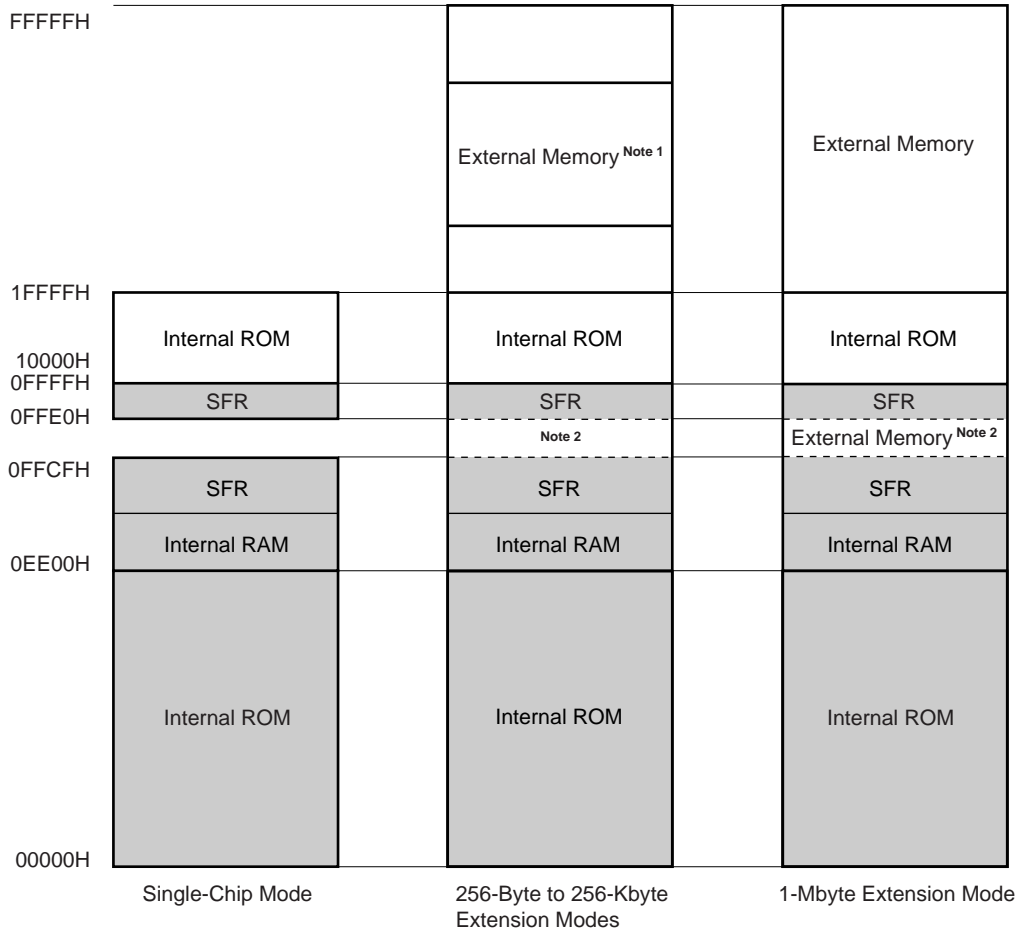 FFFFFH
External Memory Note 1
External Memory
1FFFFH
Internal ROM
Internal ROM
Internal ROM
10000H
0FFFFH
SFR
SFR
SFR
0FFE0H
Note 2
External Memory Note 2
0FFCFH
SFR
SFR
SFR
Internal RAM
Internal RAM
Internal RAM
0EE00H
Internal ROM
Internal ROM
Internal ROM
00000H
Single-Chip Mode
256-Byte to 256-Kbyte
Extension Modes
1-Mbyte Extension Mode